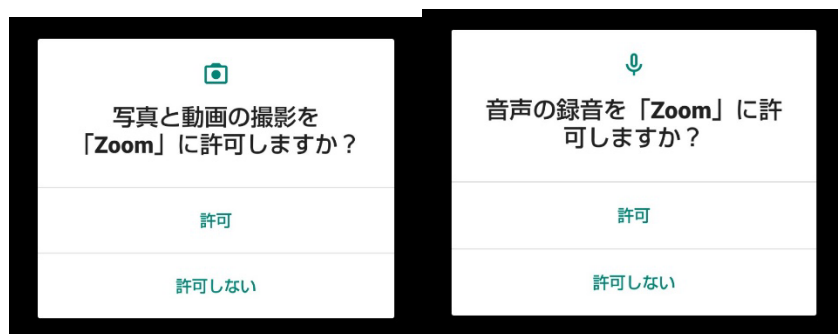 写真と動画の撮影を
「Zoom」に許可しますか？
許可
許可しない
音声の録音を「Zoom」に許
可しますか？
許可
許可しない